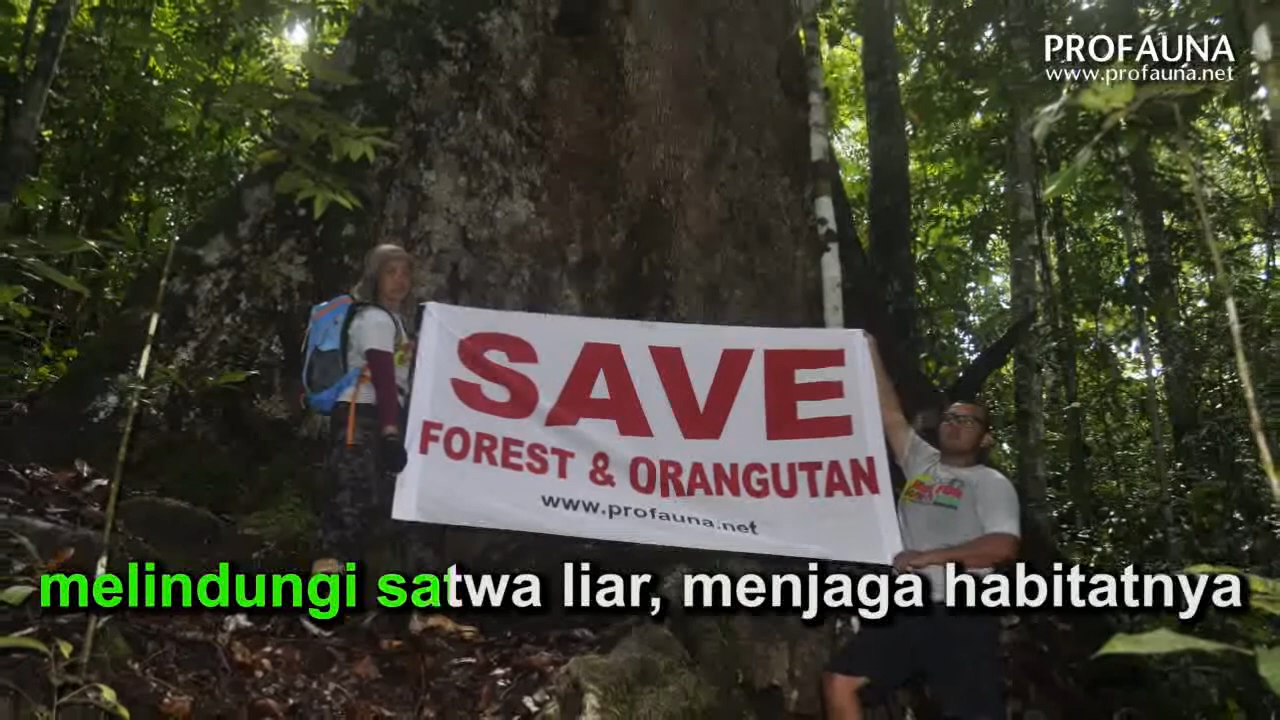 PROFAUNA
www.profauna.net
SAVE
FOREST & ORANGUTAN
www.profauna.net
melindungi satwa liar, menjaga habitatnya